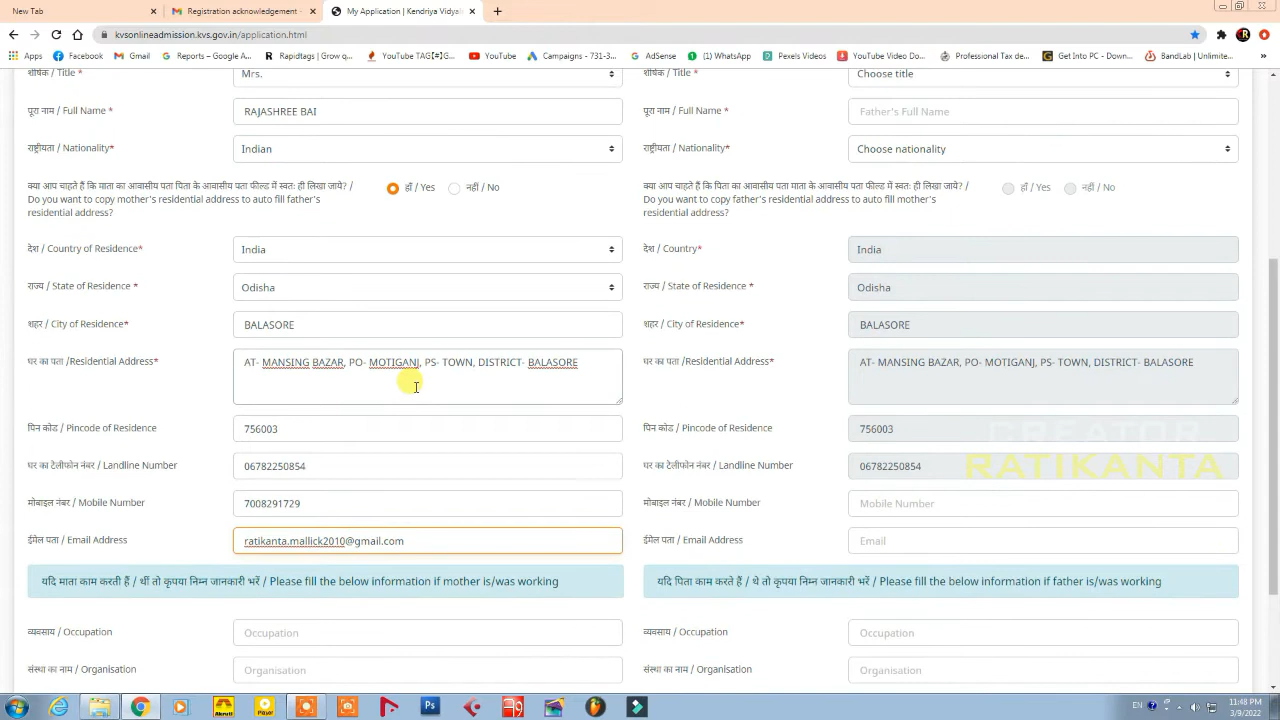 New Tab
Registration acknowledgement -
My Application | Kendriya Vidyal
kvsonlineadmission.kvs.gov.in/application.html
Apps
Facebook
Gmail
Reports – Google A...
Rapidtags | Grow q...
YouTube
Campaigns - 731-3...
AdSense
(1) WhatsApp
Pexels Videos
YouTube Video Do...
Professional Tax de...
Get Into PC - Down...
BandLab | Unlimite...
शीर्षक / Title *
Mrs.
शीर्षक / Title *
Choose title
पूरा नाम / Full Name *
RAJASHREE BAI
पूरा नाम / Full Name *
Father's Full Name
राष्ट्रीयता / Nationality*
Indian
राष्ट्रीयता / Nationality*
Choose nationality
क्या आप चाहते हैं कि माता का आवासीय पता पिता के आवासीय पता फील्ड में स्वतः ही लिखा जाये? /
Do you want to copy mother's residential address to auto fill father's
residential address?
हाँ / Yes
नहीं / No
क्या आप चाहते हैं कि पिता का आवासीय पता माता के आवासीय पता फील्ड में स्वतः ही लिखा जाये? /
Do you want to copy father's residential address to auto fill mother's
residential address?
हाँ / Yes
नहीं / No
देश / Country of Residence*
India
देश / Country*
India
राज्य / State of Residence *
Odisha
राज्य / State of Residence *
Odisha
शहर / City of Residence*
BALASORE
शहर / City of Residence*
BALASORE
घर का पता /Residential Address*
AT- MANSING BAZAR, PO- MOTIGANJ, PS- TOWN, DISTRICT- BALASORE
घर का पता /Residential Address*
AT- MANSING BAZAR, PO- MOTIGANJ, PS- TOWN, DISTRICT- BALASORE
पिन कोड / Pincode of Residence
756003
पिन कोड / Pincode of Residence
756003
CREATOR
RATIKANTA
घर का टेलीफोन नंबर / Landline Number
06782250854
घर का टेलीफोन नंबर / Landline Number
06782250854
मोबाइल नंबर / Mobile Number
7008291729
मोबाइल नंबर / Mobile Number
Mobile Number
ईमेल पता / Email Address
ratikanta.mallick2010@gmail.com
ईमेल पता / Email Address
Email
यदि माता काम करती हैं / थीं तो कृपया निम्न जानकारी भरें / Please fill the below information if mother is/was working
यदि पिता काम करते हैं / थे तो कृपया निम्न जानकारी भरें / Please fill the below information if father is/was working
व्यवसाय / Occupation
Occupation
व्यवसाय / Occupation
Occupation
संस्था का नाम / Organisation
Organisation
संस्था का नाम / Organisation
Organisation
EN
11:48 PM
3/9/2022